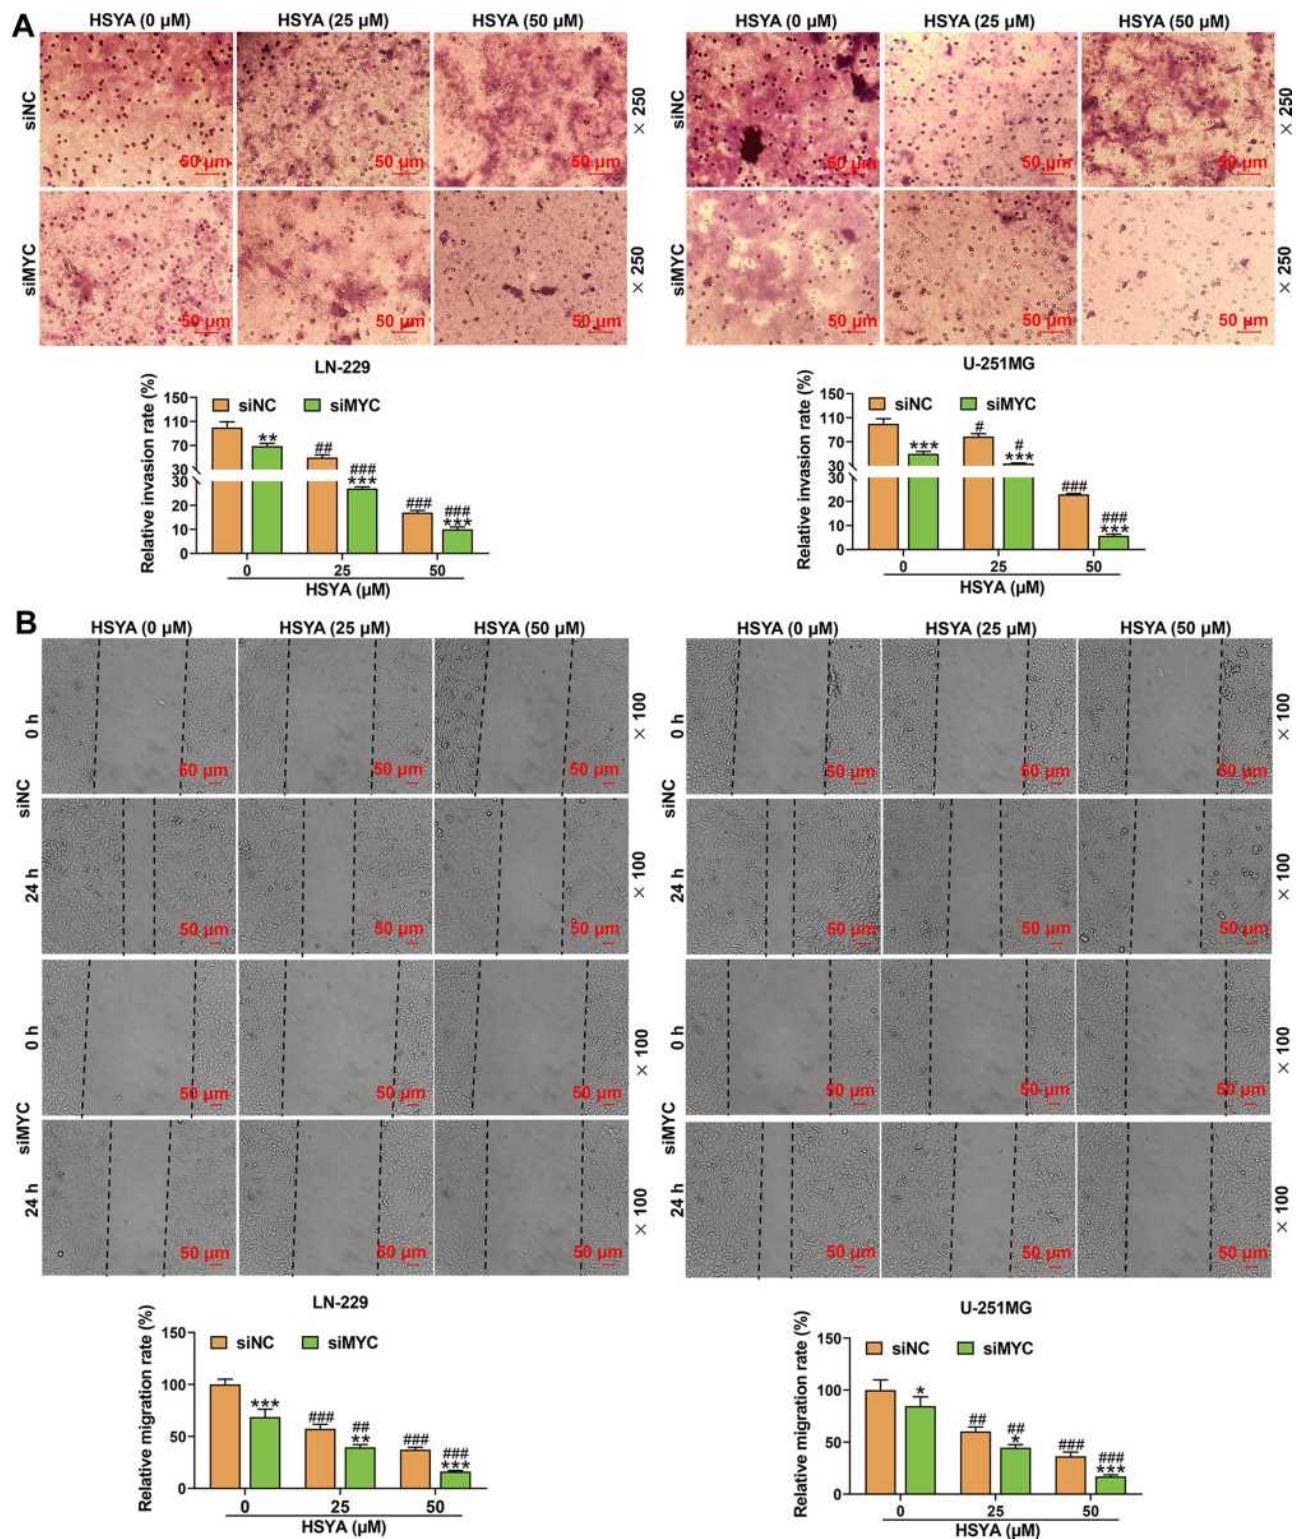 A
HSYA (0 µM) HSYA (25 µM) HSYA (50 µM)
siNC
50 µm 50 µm 50 µm
× 250
siMYC
50 µm 50 µm 50 µm
× 250
LN-229
Relative invasion rate (%)
siNC siMYC
150
110
70
30
30
20
10
0
** ## ### *** ### ### ***
0 25 50
HSYA (µM)
HSYA (0 µM) HSYA (25 µM) HSYA (50 µM)
siNC
50 µm 50 µm 50 µm
× 250
siMYC
50 µm 50 µm 50 µm
× 250
U-251MG
Relative invasion rate (%)
siNC siMYC
150
110
70
30
30
20
10
0
*** # # *** ### ### ***
0 25 50
HSYA (µM)
B
HSYA (0 µM) HSYA (25 µM) HSYA (50 µM)
siNC
0 h
50 µm 50 µm 50 µm
× 100
24 h
50 µm 50 µm 50 µm
× 100
siMYC
0 h
50 µm 50 µm 50 µm
× 100
24 h
50 µm 50 µm 50 µm
× 100
LN-229
Relative migration rate (%)
siNC siMYC
150
100
50
0
*** ### ## ** ### ### ***
0 25 50
HSYA (µM)
HSYA (0 µM) HSYA (25 µM) HSYA (50 µM)
siNC
0 h
50 µm 50 µm 50 µm
× 100
24 h
50 µm 50 µm 50 µm
× 100
siMYC
0 h
50 µm 50 µm 50 µm
× 100
24 h
50 µm 50 µm 50 µm
× 100
U-251MG
Relative migration rate (%)
siNC siMYC
150
100
50
0
* ## ## * ### ### ***
0 25 50
HSYA (µM)